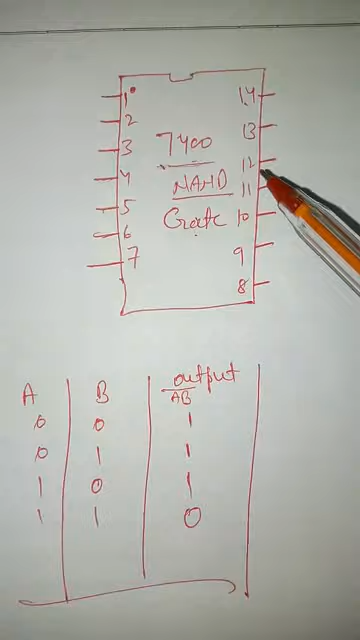 1 14
2 13
3 7400 12
4 NAND 11
5 Gate 10
6 9
7 8
A B output
AB
0 0 1
0 1 1
1 0 1
1 1 0